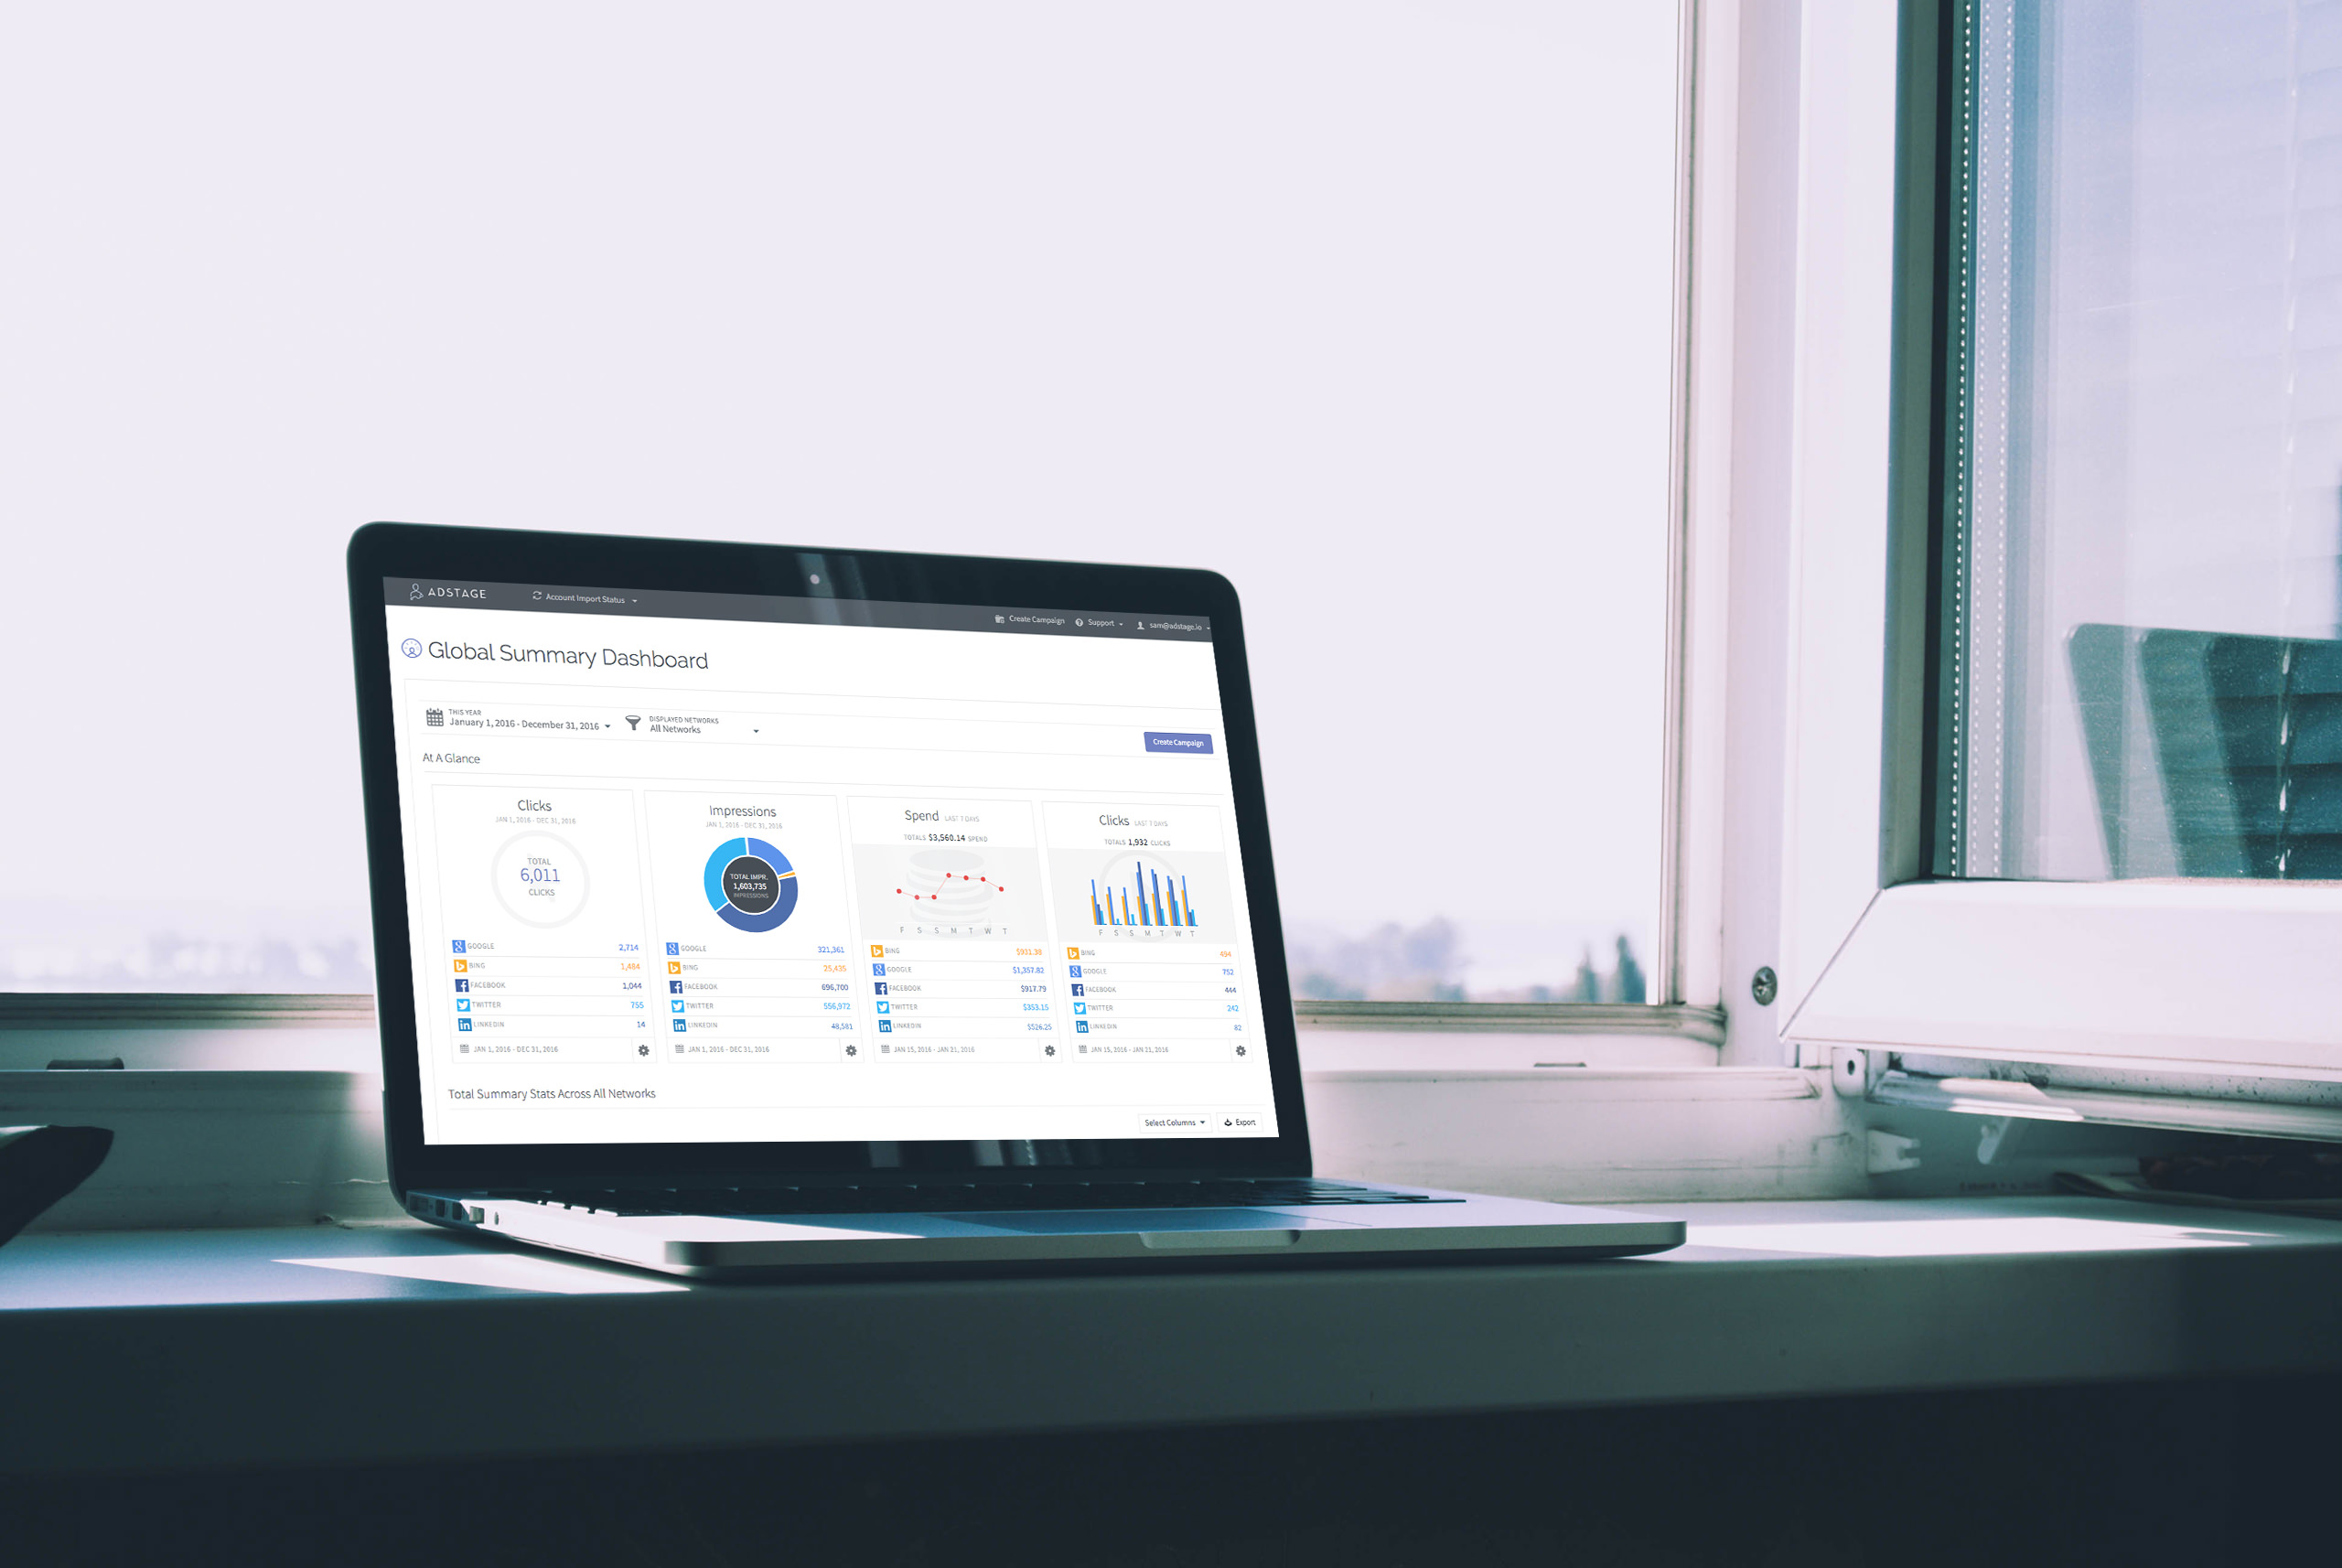 ADSTAGE
Account Import Status
Create Campaign
Support
sam@adstage.io
Global Summary Dashboard
THIS YEAR
January 1, 2016 - December 31, 2016
DISPLAYED NETWORKS
All Networks
Create Campaign
At A Glance
Clicks
JAN 1, 2016 - DEC 31, 2016
TOTAL
6,011
CLICKS
GOOGLE 2,714
BING 1,484
FACEBOOK 1,044
TWITTER 755
LINKEDIN 14
JAN 1, 2016 - DEC 31, 2016
Impressions
JAN 1, 2016 - DEC 31, 2016
TOTAL IMPR.
1,603,735
IMPRESSIONS
GOOGLE 321,361
BING 25,435
FACEBOOK 696,700
TWITTER 556,972
LINKEDIN 48,581
JAN 1, 2016 - DEC 31, 2016
Spend LAST 7 DAYS
TOTALS $3,560.14 SPEND
F S S M T W T
BING $931.38
GOOGLE $1,357.82
FACEBOOK $917.79
TWITTER $353.15
LINKEDIN $526.25
JAN 15, 2016 - JAN 21, 2016
Clicks LAST 7 DAYS
TOTALS 1,932 CLICKS
F S S M T W T
BING 494
GOOGLE 752
FACEBOOK 444
TWITTER 242
LINKEDIN 82
JAN 15, 2016 - JAN 21, 2016
Total Summary Stats Across All Networks
Select Columns
Export